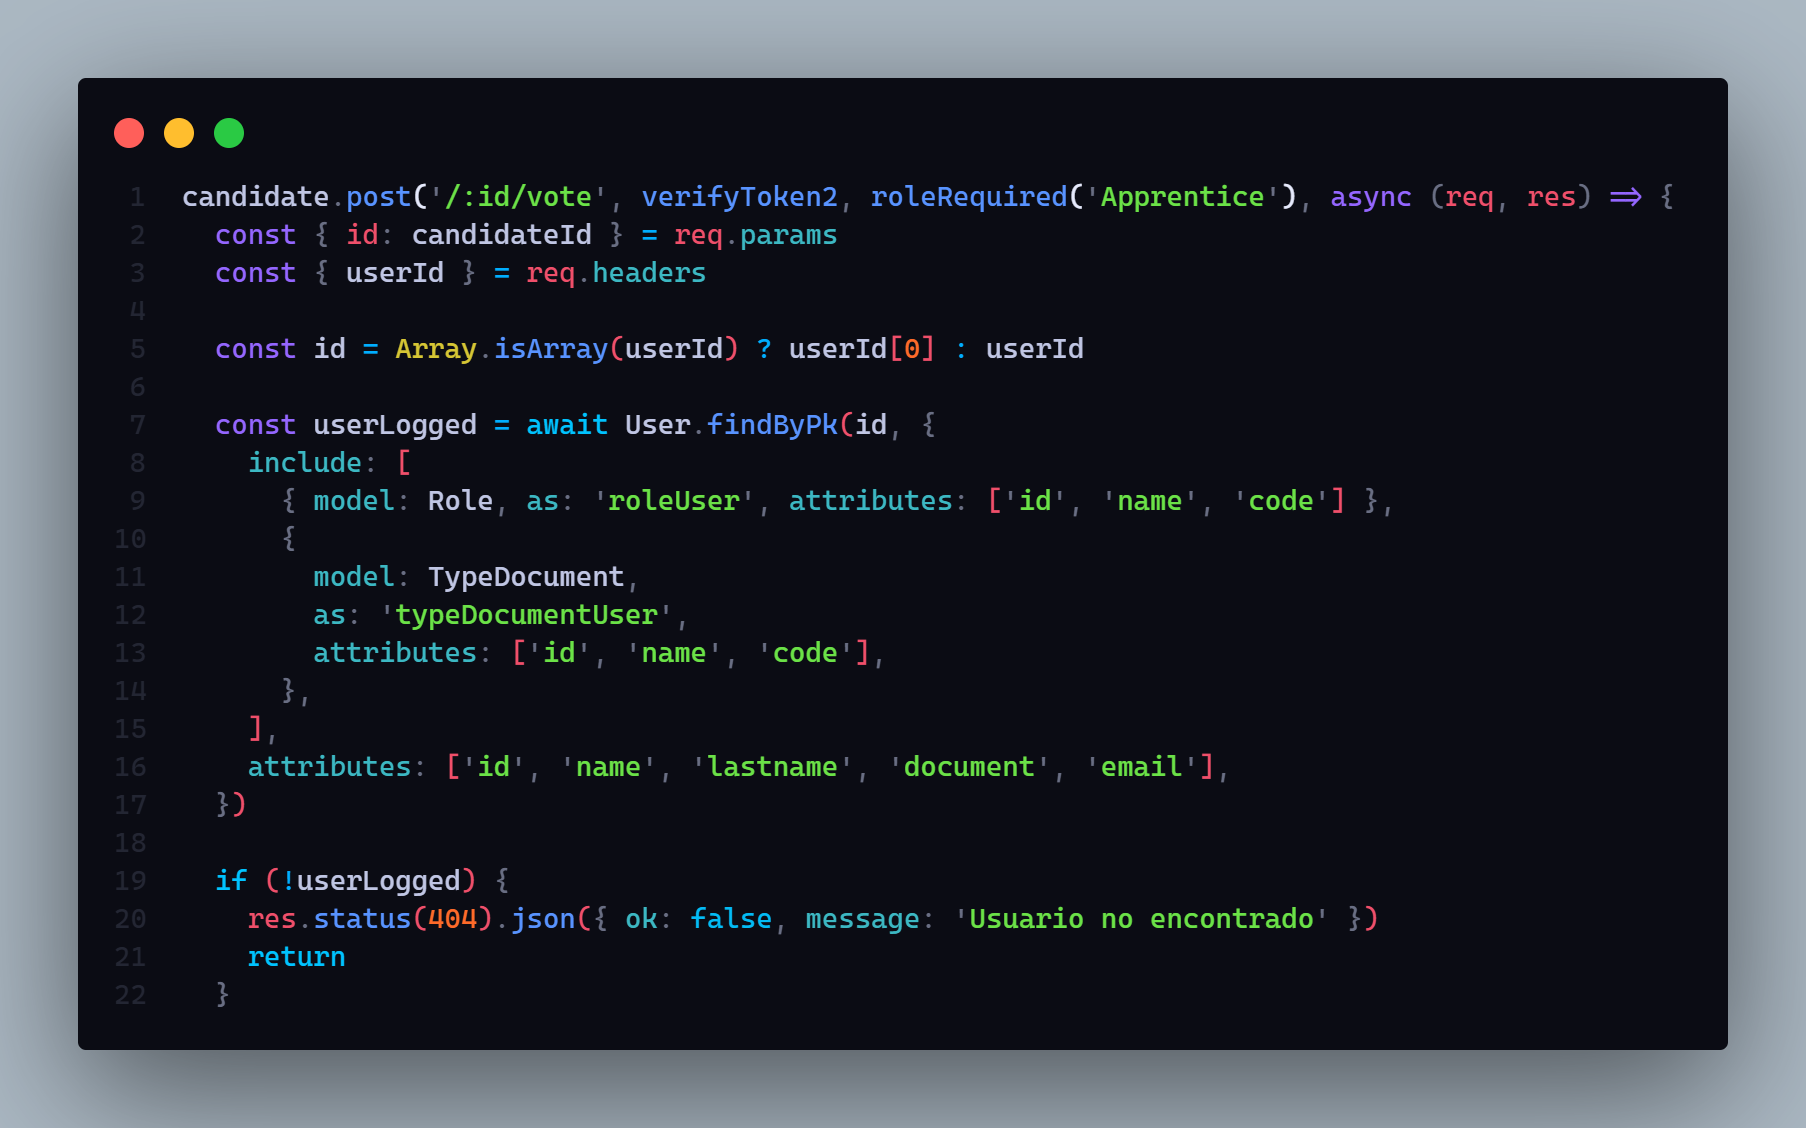 1 candidate.post('/:id/vote', verifyToken2, roleRequired('Apprentice'), async (req, res) => {
2 const { id: candidateId } = req.params
3 const { userId } = req.headers
4
5 const id = Array.isArray(userId) ? userId[0] : userId
6
7 const userLogged = await User.findByPk(id, {
8 include: [
9 { model: Role, as: 'roleUser', attributes: ['id', 'name', 'code'] },
10 {
11 model: TypeDocument,
12 as: 'typeDocumentUser',
13 attributes: ['id', 'name', 'code'],
14 },
15 ],
16 attributes: ['id', 'name', 'lastname', 'document', 'email'],
17 })
18
19 if (!userLogged) {
20 res.status(404).json({ ok: false, message: 'Usuario no encontrado' })
21 return
22 }